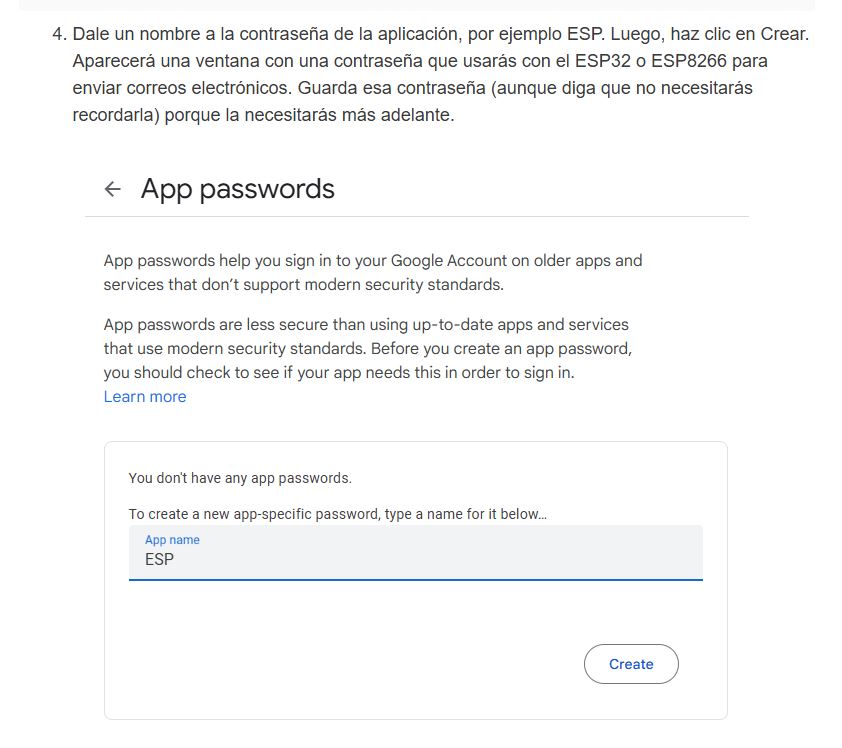 4. Dale un nombre a la contraseña de la aplicación, por ejemplo ESP. Luego, haz clic en Crear.
Aparecerá una ventana con una contraseña que usarás con el ESP32 o ESP8266 para
enviar correos electrónicos. Guarda esa contraseña (aunque diga que no necesitarás
recordarla) porque la necesitarás más adelante.
App passwords
App passwords help you sign in to your Google Account on older apps and
services that don’t support modern security standards.
App passwords are less secure than using up-to-date apps and services
that use modern security standards. Before you create an app password,
you should check to see if your app needs this in order to sign in.
Learn more
You don't have any app passwords.
To create a new app-specific password, type a name for it below...
App name
ESP
Create